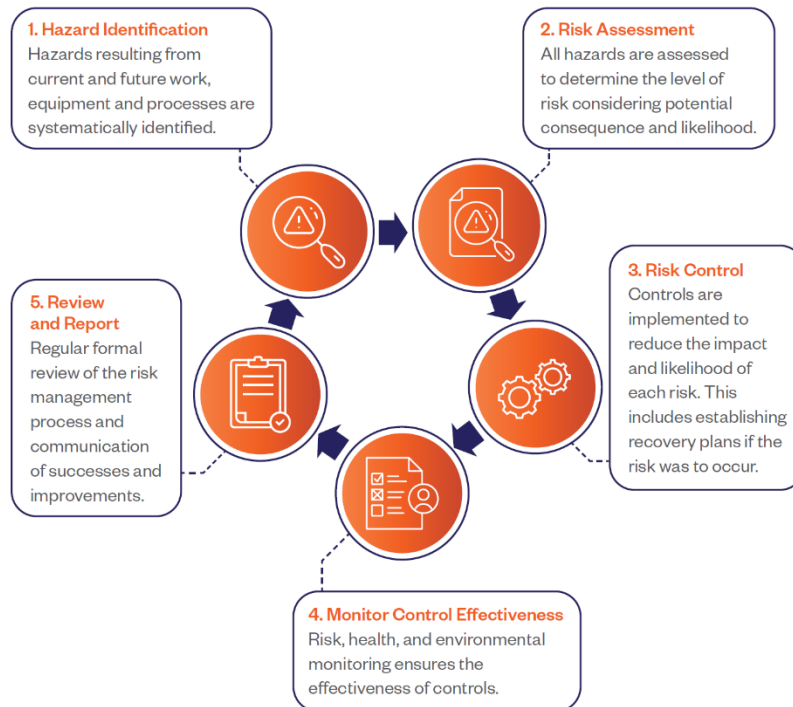 1. Hazard Identification
Hazards resulting from
current and future work,
equipment and processes are
systematically identified.
2. Risk Assessment
All hazards are assessed
to determine the level of
risk considering potential
consequence and likelihood.
3. Risk Control
Controls are
implemented to
reduce the impact
and likelihood of
each risk. This
includes establishing
recovery plans if the
risk was to occur.
4. Monitor Control Effectiveness
Risk, health, and environmental
monitoring ensures the
effectiveness of controls.
5. Review
and Report
Regular formal
review of the risk
management
process and
communication
of successes and
improvements.